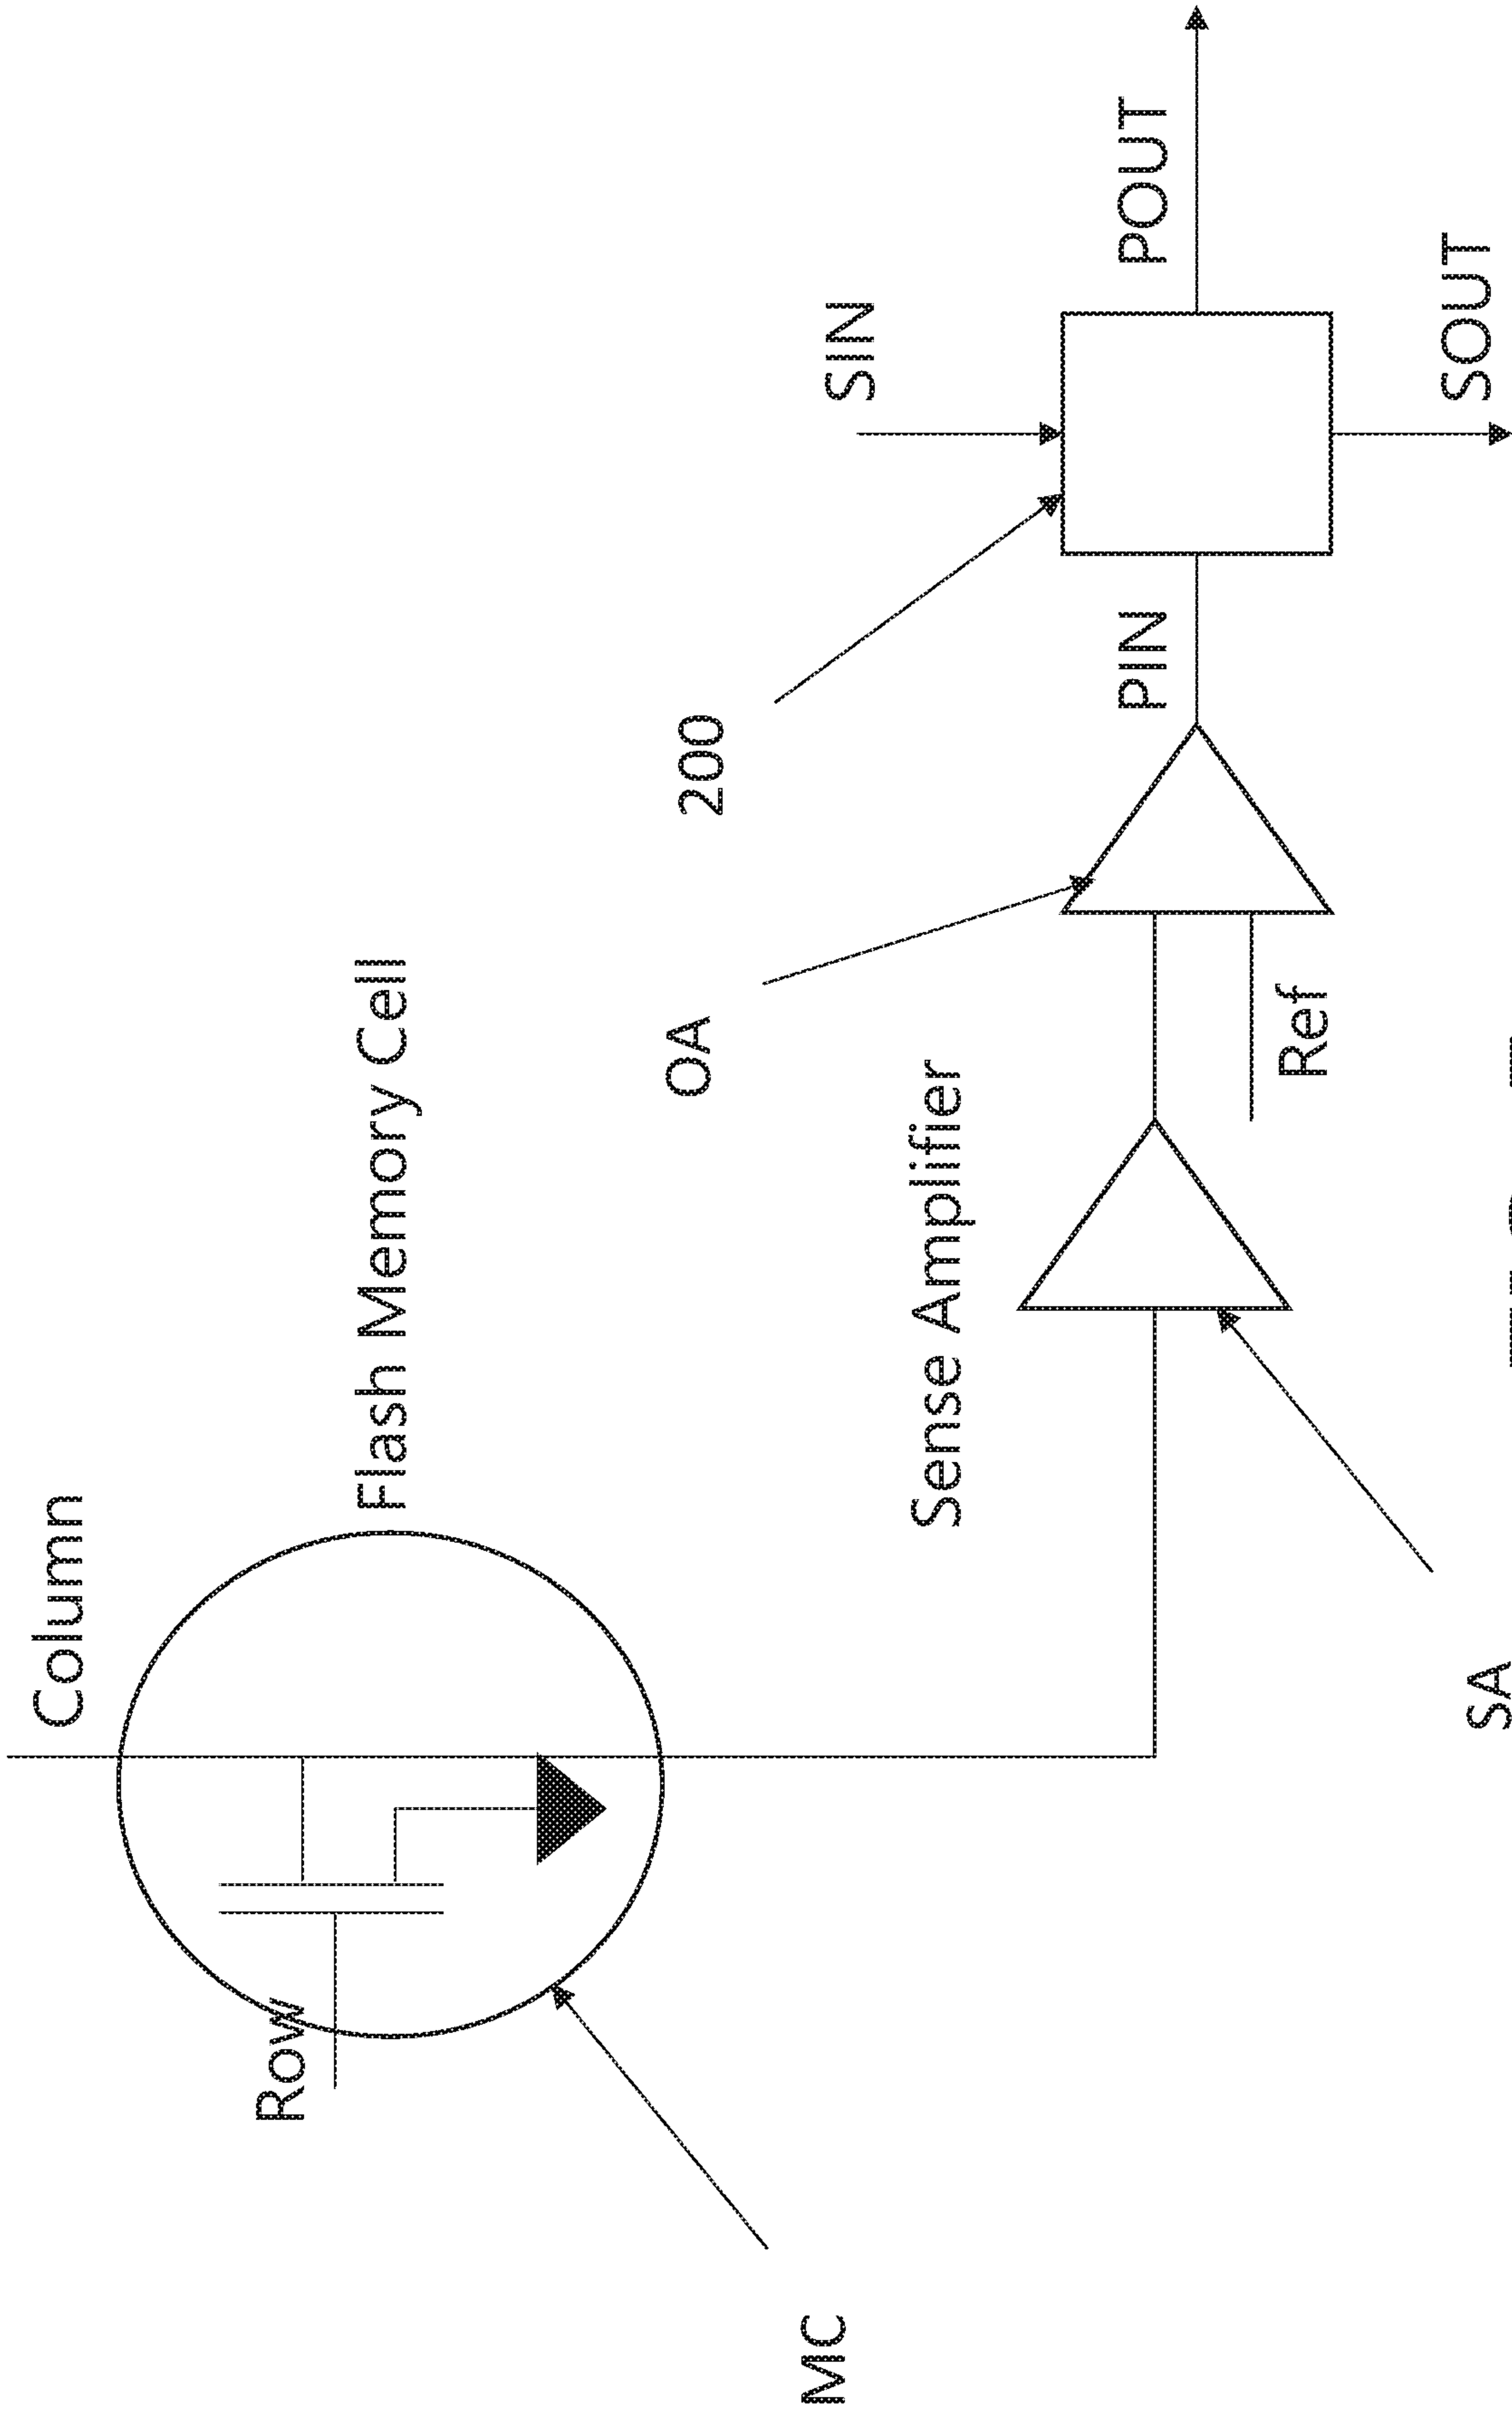 Column
Row
Flash Memory Cell
MC
OA
200
Sense Amplifier
SA
Ref
PIN
SIN
POUT
SOUT